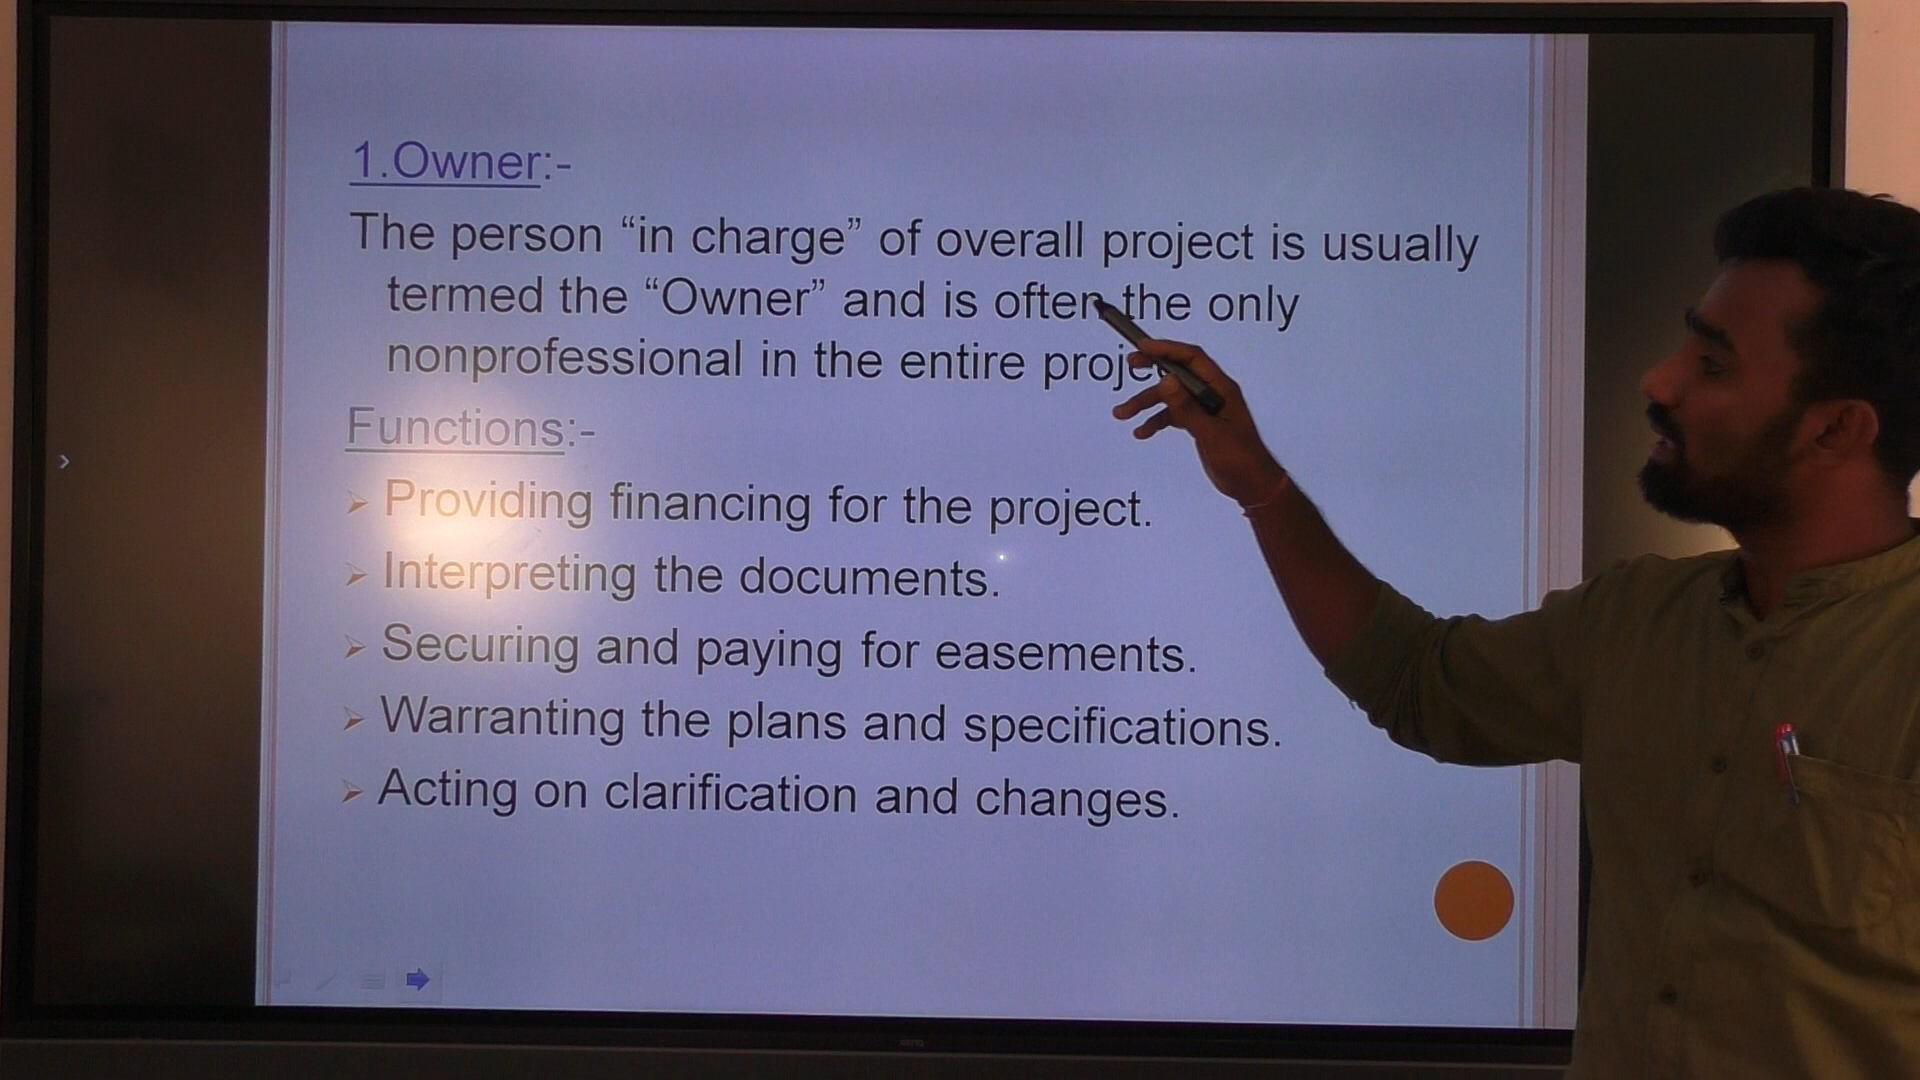 1.Owner:-
The person “in charge” of overall project is usually
termed the “Owner” and is often the only
nonprofessional in the entire
Functions:-
Providing financing for the project.
Interpreting the documents.
Securing and paying for easements.
Warranting the plans and specifications.
Acting on clarification and changes.